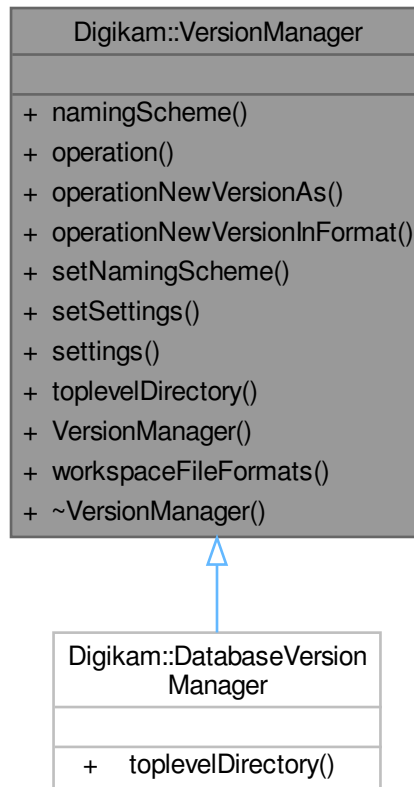 Digikam::VersionManager
+ namingScheme()
+ operation()
+ operationNewVersionAs()
+ operationNewVersionInFormat()
+ setNamingScheme()
+ setSettings()
+ settings()
+ toplevelDirectory()
+ VersionManager()
+ workspaceFileFormats()
+ ~VersionManager()
Digikam::DatabaseVersion
Manager
+ toplevelDirectory()